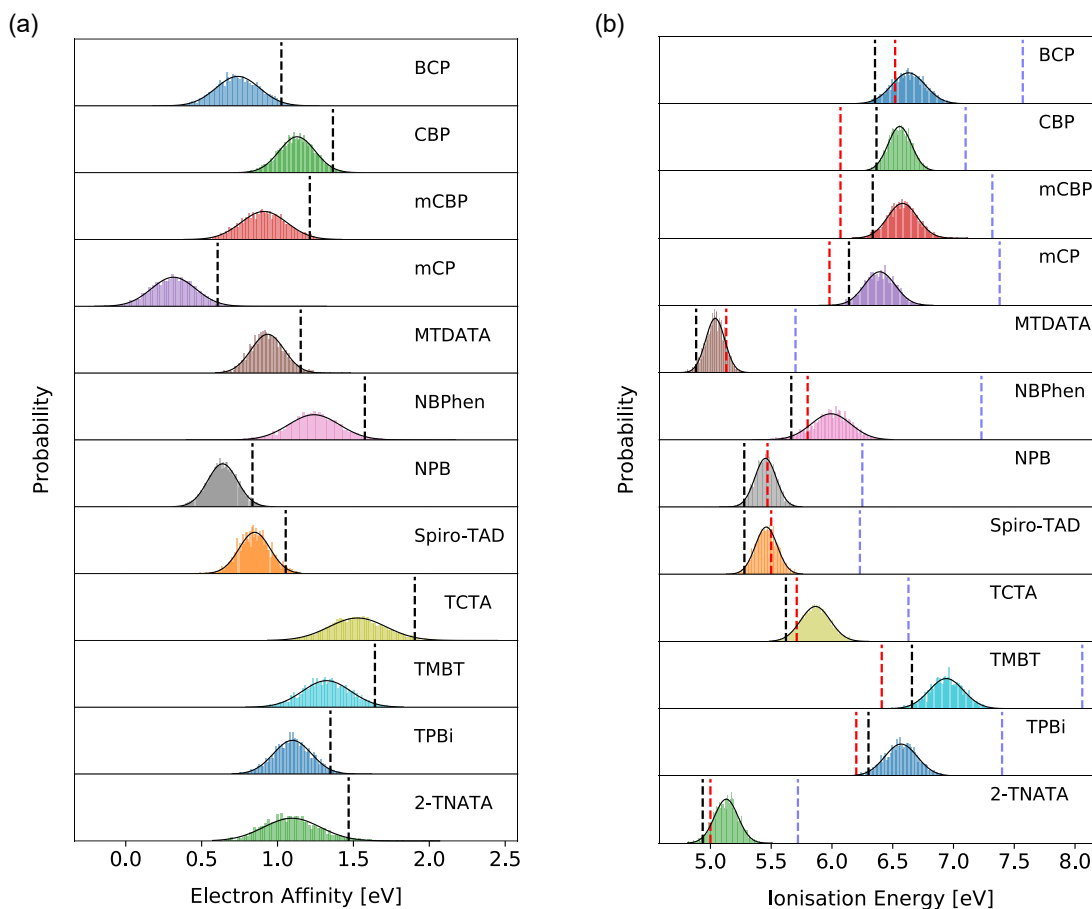 (a)
BCP
CBP
mCBP
mCP
MTDATA
NBPhen
NPB
Spiro-TAD
TCTA
TMBT
TPBi
2-TNATA
Probability
0.0 0.5 1.0 1.5 2.0 2.5
Electron Affinity [eV]
(b)
BCP
CBP
mCBP
mCP
MTDATA
NBPhen
NPB
Spiro-TAD
TCTA
TMBT
TPBi
2-TNATA
Probability
5.0 5.5 6.0 6.5 7.0 7.5 8.0
Ionisation Energy [eV]